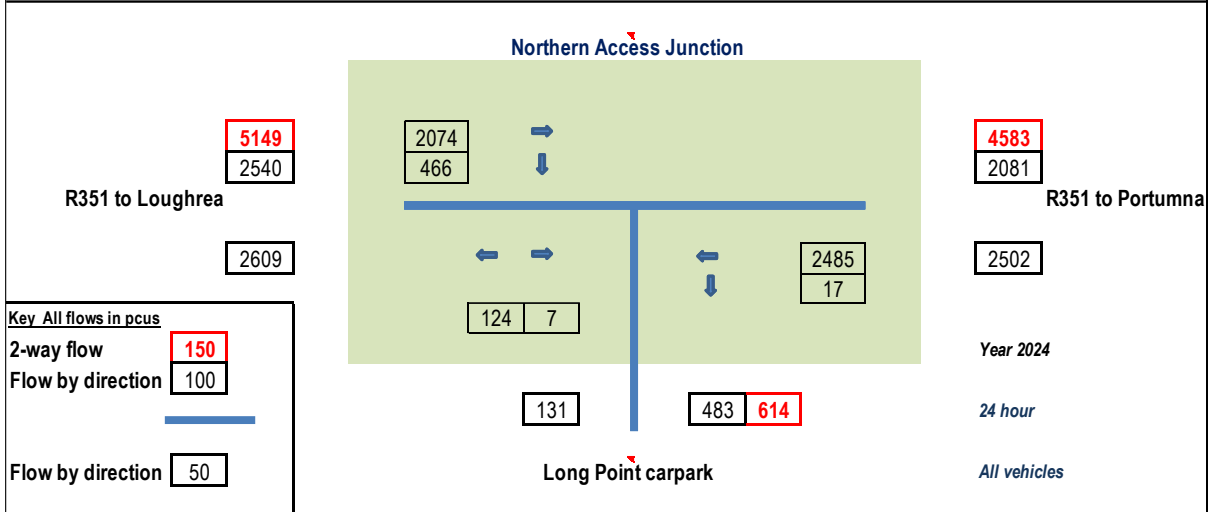 Northern Access Junction
5149 2074 4583
2540 466 2081
R351 to Loughrea R351 to Portumna
2609 2485 2502
17
124 7
Key All flows in pcus
2-way flow 150 Year 2024
Flow by direction 100
131 483 614 24 hour
Flow by direction 50 Long Point carpark All vehicles